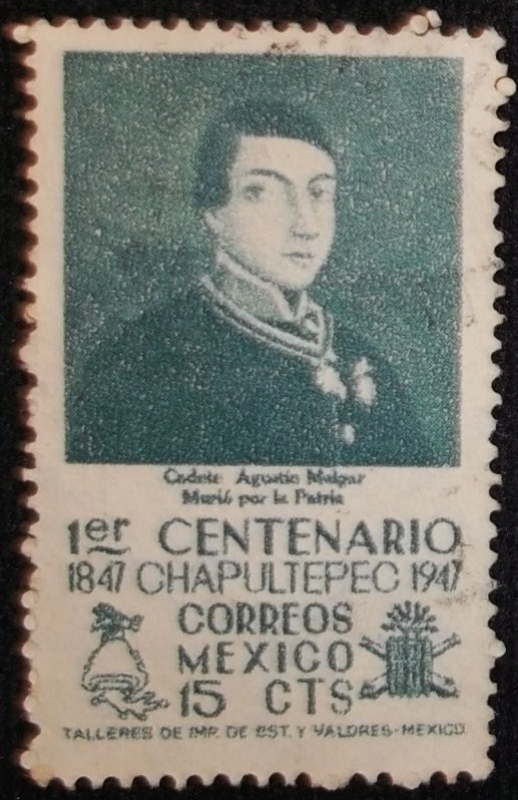 Cadete Agustin Melgar
Murió por la Patria
1er CENTENARIO
1847 CHAPULTEPEC 1947
CORREOS
MEXICO
15 CTS
TALLERES DE IMP. DE EST. Y VALORES-MEXICO